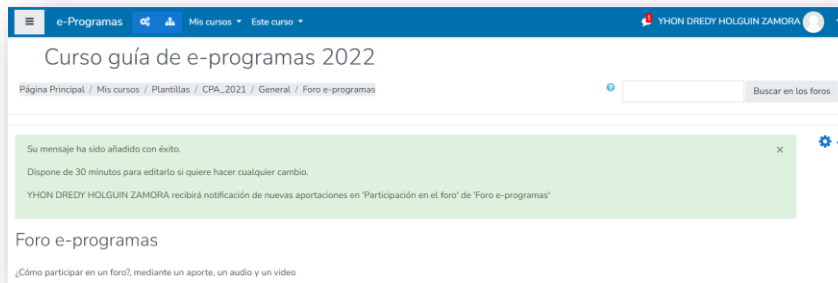 e-Programas Mis cursos Este curso 1 YHON DREDY HOLGUIN ZAMORA
Curso guía de e-programas 2022
Página Principal / Mis cursos / Plantillas / CPA_2021 / General / Foro e-programas Buscar en los foros
Su mensaje ha sido añadido con éxito.
Dispone de 30 minutos para editarlo si quiere hacer cualquier cambio.
YHON DREDY HOLGUIN ZAMORA recibirá notificación de nuevas aportaciones en 'Participación en el foro' de 'Foro e-programas'
Foro e-programas
¿Cómo participar en un foro?, mediante un aporte, un audio y un video